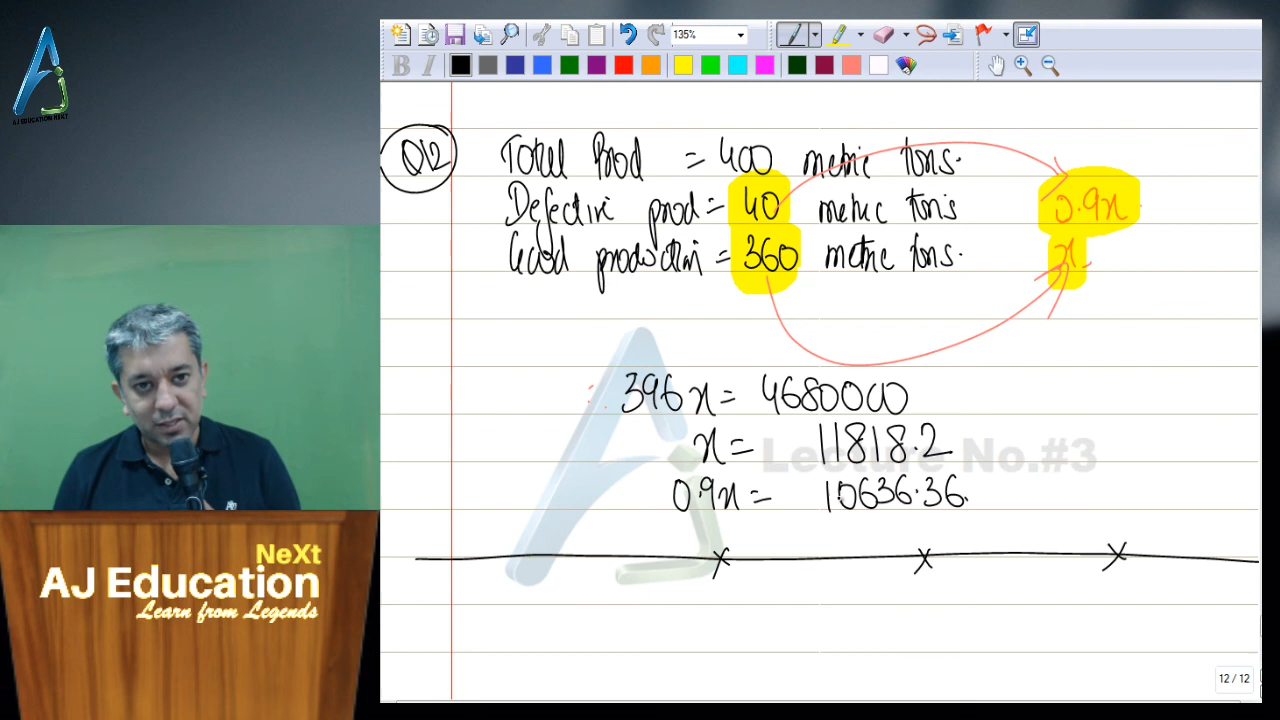 AJ EDUCATION NEXT
135%
B I
Q12
Total Prod = 400 metric tons.
Defective prod = 40 metric tons 0.9x
Good production = 360 metric tons. x
396x = 4680000
x = 11818.2
0.9x = 10636.36.
Lecture No.#3
NeXt
AJ Education
Learn from Legends
12 / 12